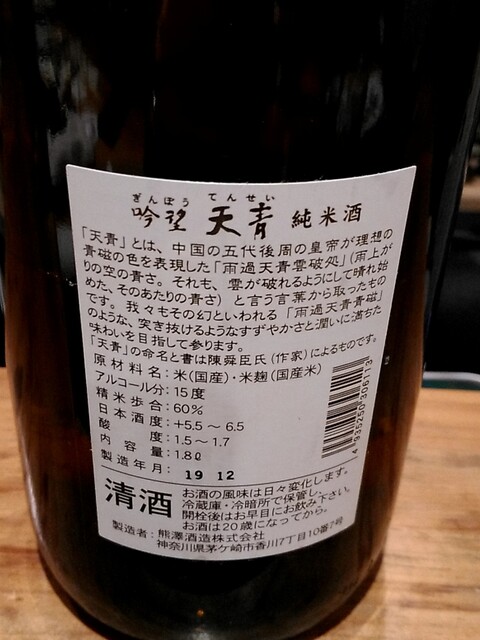 ぎんぼう てんせい
吟望 天青 純米酒
「天青」とは、中国の五代後周の皇帝が理想の
青磁の色を表現した「雨過天青雲破処」(雨上が
りの空の青さ。それも、雲が破れるようにして晴れ始
めた、そのあたりの青さ)と言う言葉から取ったもの
です。我々もその幻といわれる「雨過天青青磁」
のような、突き抜けるようなすずやかさと潤いに満ちた
味わいを目指して参ります。
「天青」の命名と書は陳舜臣氏(作家)によるものです。
原材料名:米(国産)・米麹(国産米)
アルコール分:15度
精米歩合:60%
日本酒度:+5.5~6.5
酸度:1.5~1.7
内容量:1.8ℓ
製造年月: 19 12
4935250396113
清酒
お酒の風味は日々変化します。
冷蔵庫・冷暗所で保管し、
開栓後はお早目にお飲み下さい。
お酒は20歳になってから。
製造者:熊澤酒造株式会社
神奈川県茅ケ崎市香川7丁目10番7号